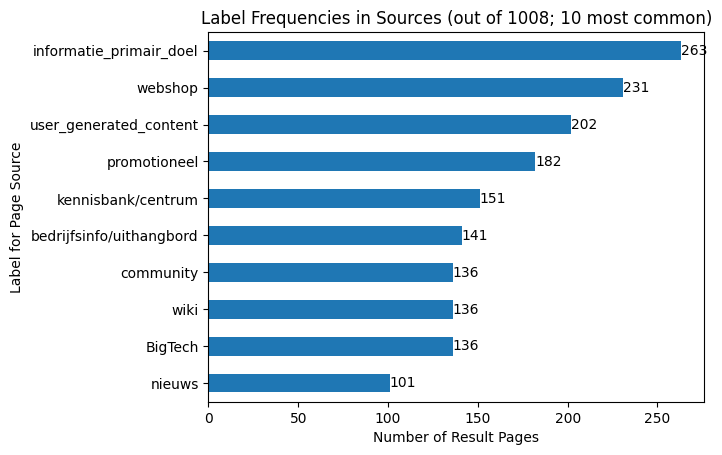 Label Frequencies in Sources (out of 1008; 10 most common)
Label for Page Source
informatie_primair_doel 263
webshop 231
user_generated_content 202
promotioneel 182
kennisbank/centrum 151
bedrijfsinfo/uithangbord 141
community 136
wiki 136
BigTech 136
nieuws 101
0 50 100 150 200 250
Number of Result Pages